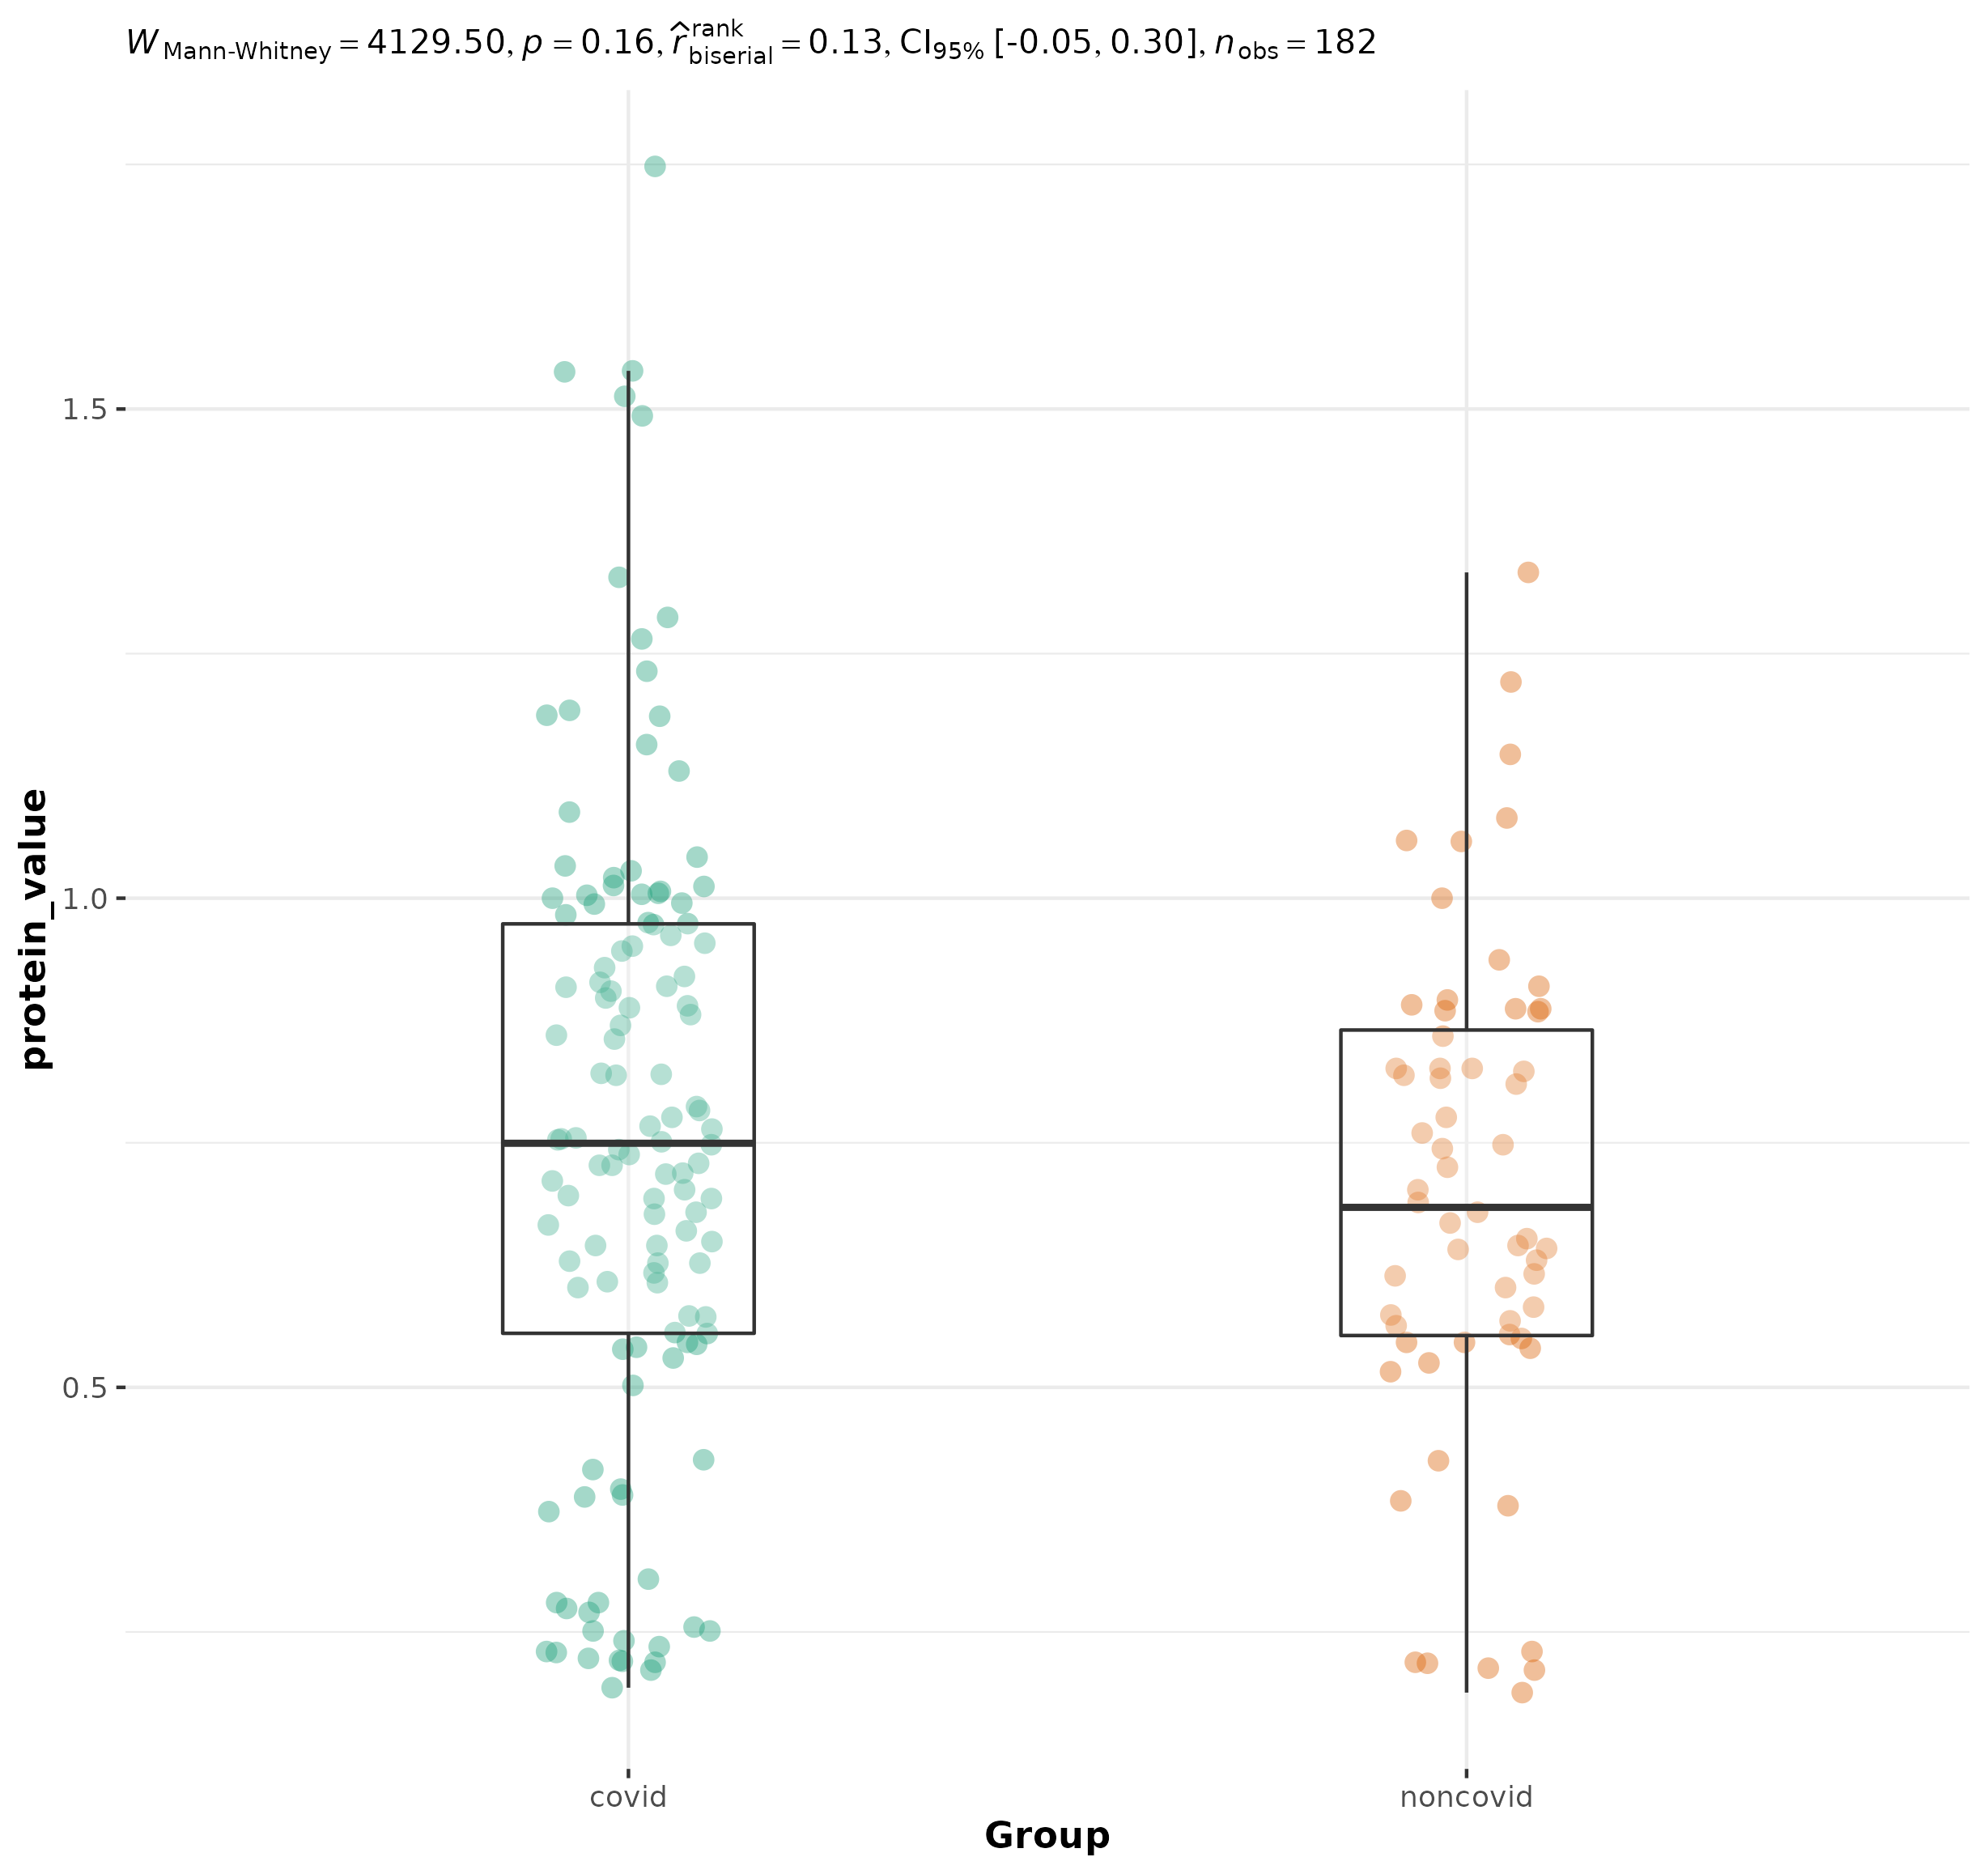 W Mann-Whitney = 4129.50, p = 0.16, r̂ rank biserial = 0.13, CI95% [-0.05, 0.30], n obs = 182
1.5
1.0
0.5
protein_value
covid noncovid
Group